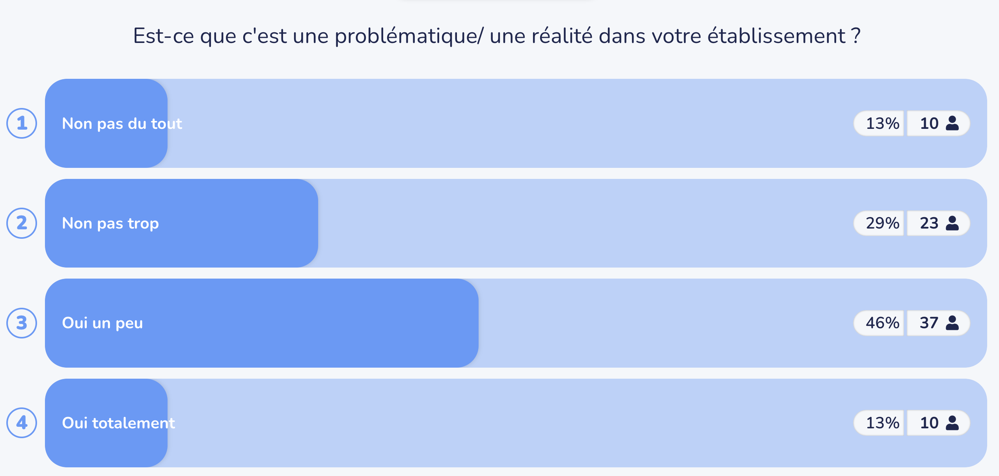 Est-ce que c'est une problématique/ une réalité dans votre établissement ?
1 Non pas du tout 13% 10
2 Non pas trop 29% 23
3 Oui un peu 46% 37
4 Oui totalement 13% 10